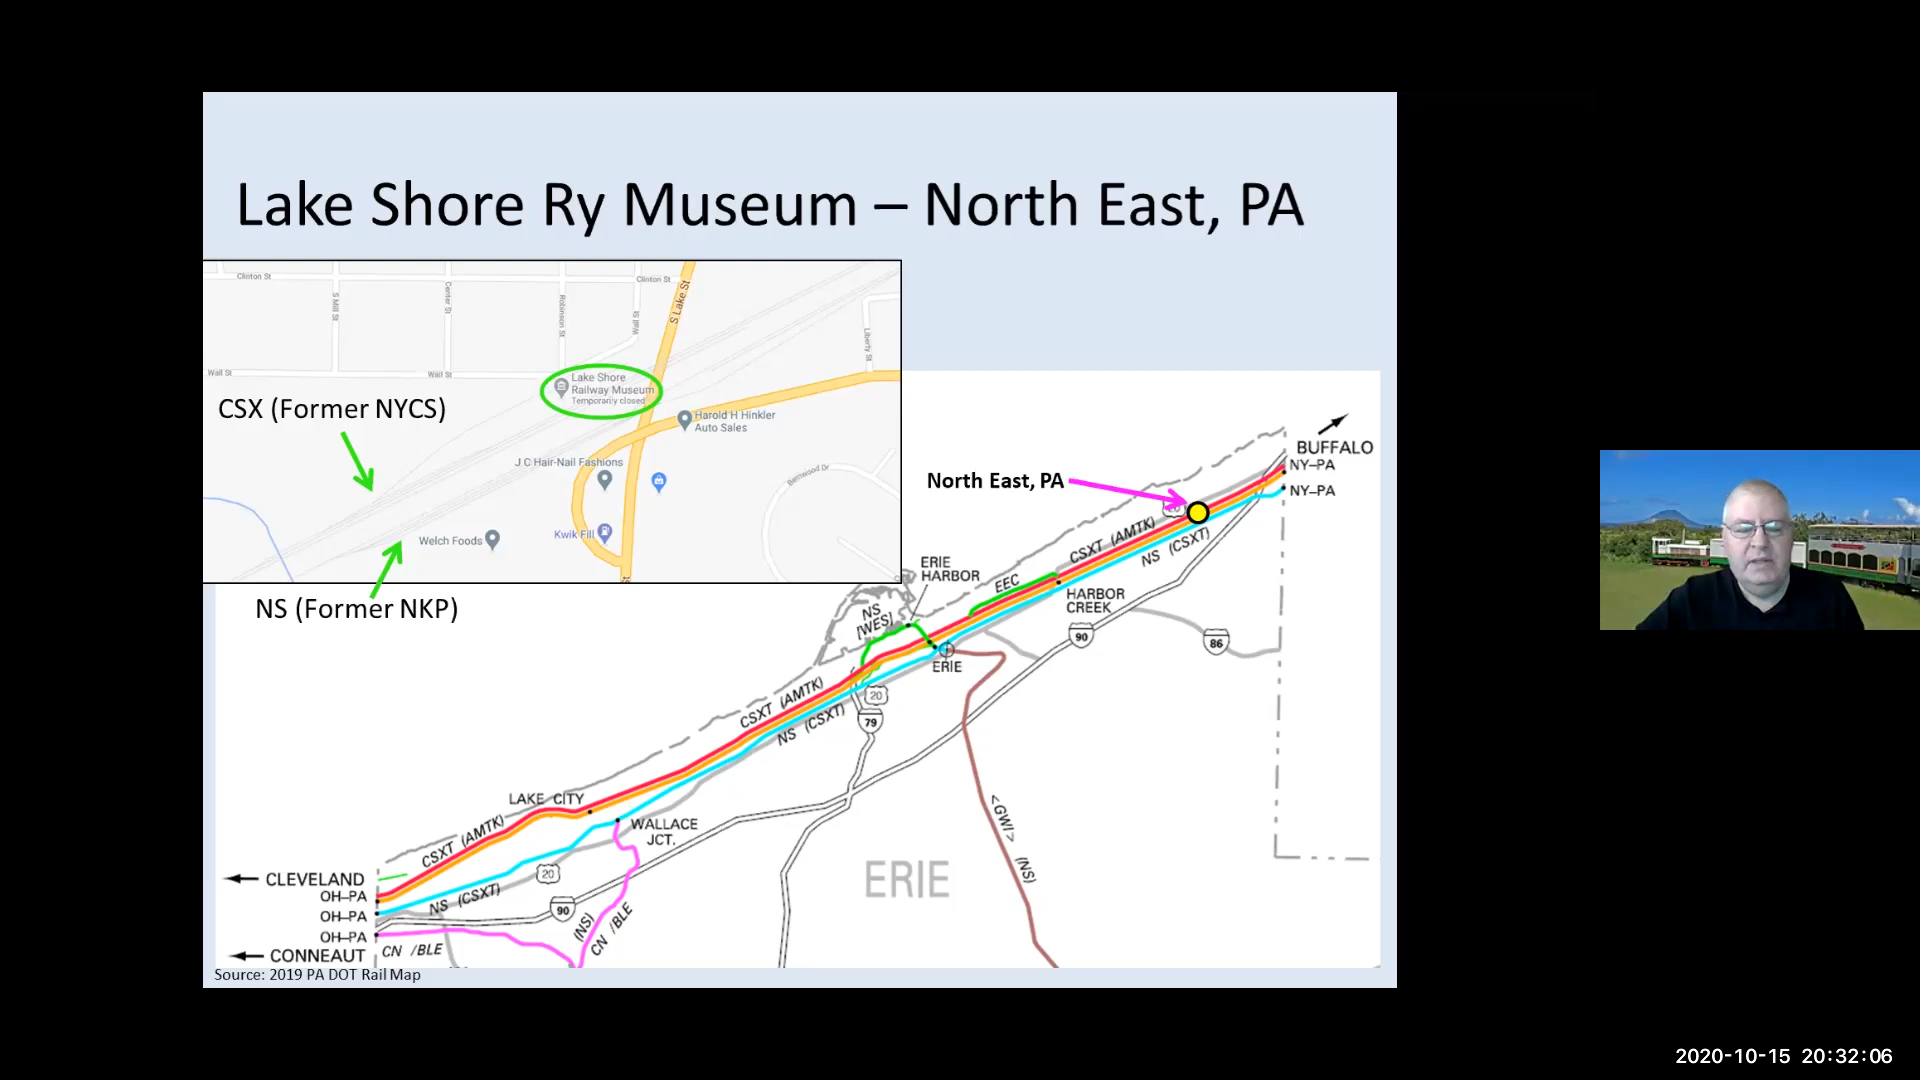 Lake Shore Ry Museum – North East, PA
Clinton St
Clinton St
S Mill St
Center St
Robinson St
Wall St
S Lake St
Liberty St
Wall St
Wall St
Lake Shore
Railway Museum
Temporarily closed
CSX (Former NYCS)
Harold H Hinkler
Auto Sales
J C Hair-Nail Fashions
Bernwood Dr
Welch Foods
Kwik Fill
NS (Former NKP)
BUFFALO
NY–PA
NY–PA
North East, PA
20
CSXT (AMTK)
NS (CSXT)
ERIE
HARBOR
EEC
HARBOR
CREEK
NS
[WES]
90
86
ERIE
20
79
CSXT (AMTK)
NS (CSXT)
LAKE CITY
WALLACE
JCT.
<GWI> (NS)
CSXT (AMTK)
20
ERIE
CLEVELAND
OH–PA
OH–PA
OH–PA
NS (CSXT)
90
(NS)
CN /BLE
CONNEAUT
CN /BLE
Source: 2019 PA DOT Rail Map
2020-10-15 20:32:06